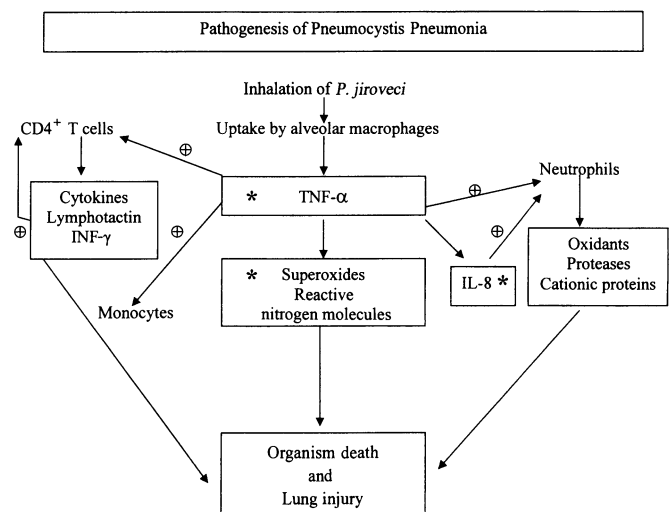 Pathogenesis of Pneumocystis Pneumonia
Inhalation of P. jiroveci
Uptake by alveolar macrophages
CD4⁺ T cells
⊕
Cytokines
Lymphotactin
INF-γ
⊕
⊕
Monocytes
* TNF-α
* Superoxides
Reactive
nitrogen molecules
⊕
⊕
IL-8 *
Neutrophils
Oxidants
Proteases
Cationic proteins
Organism death
and
Lung injury